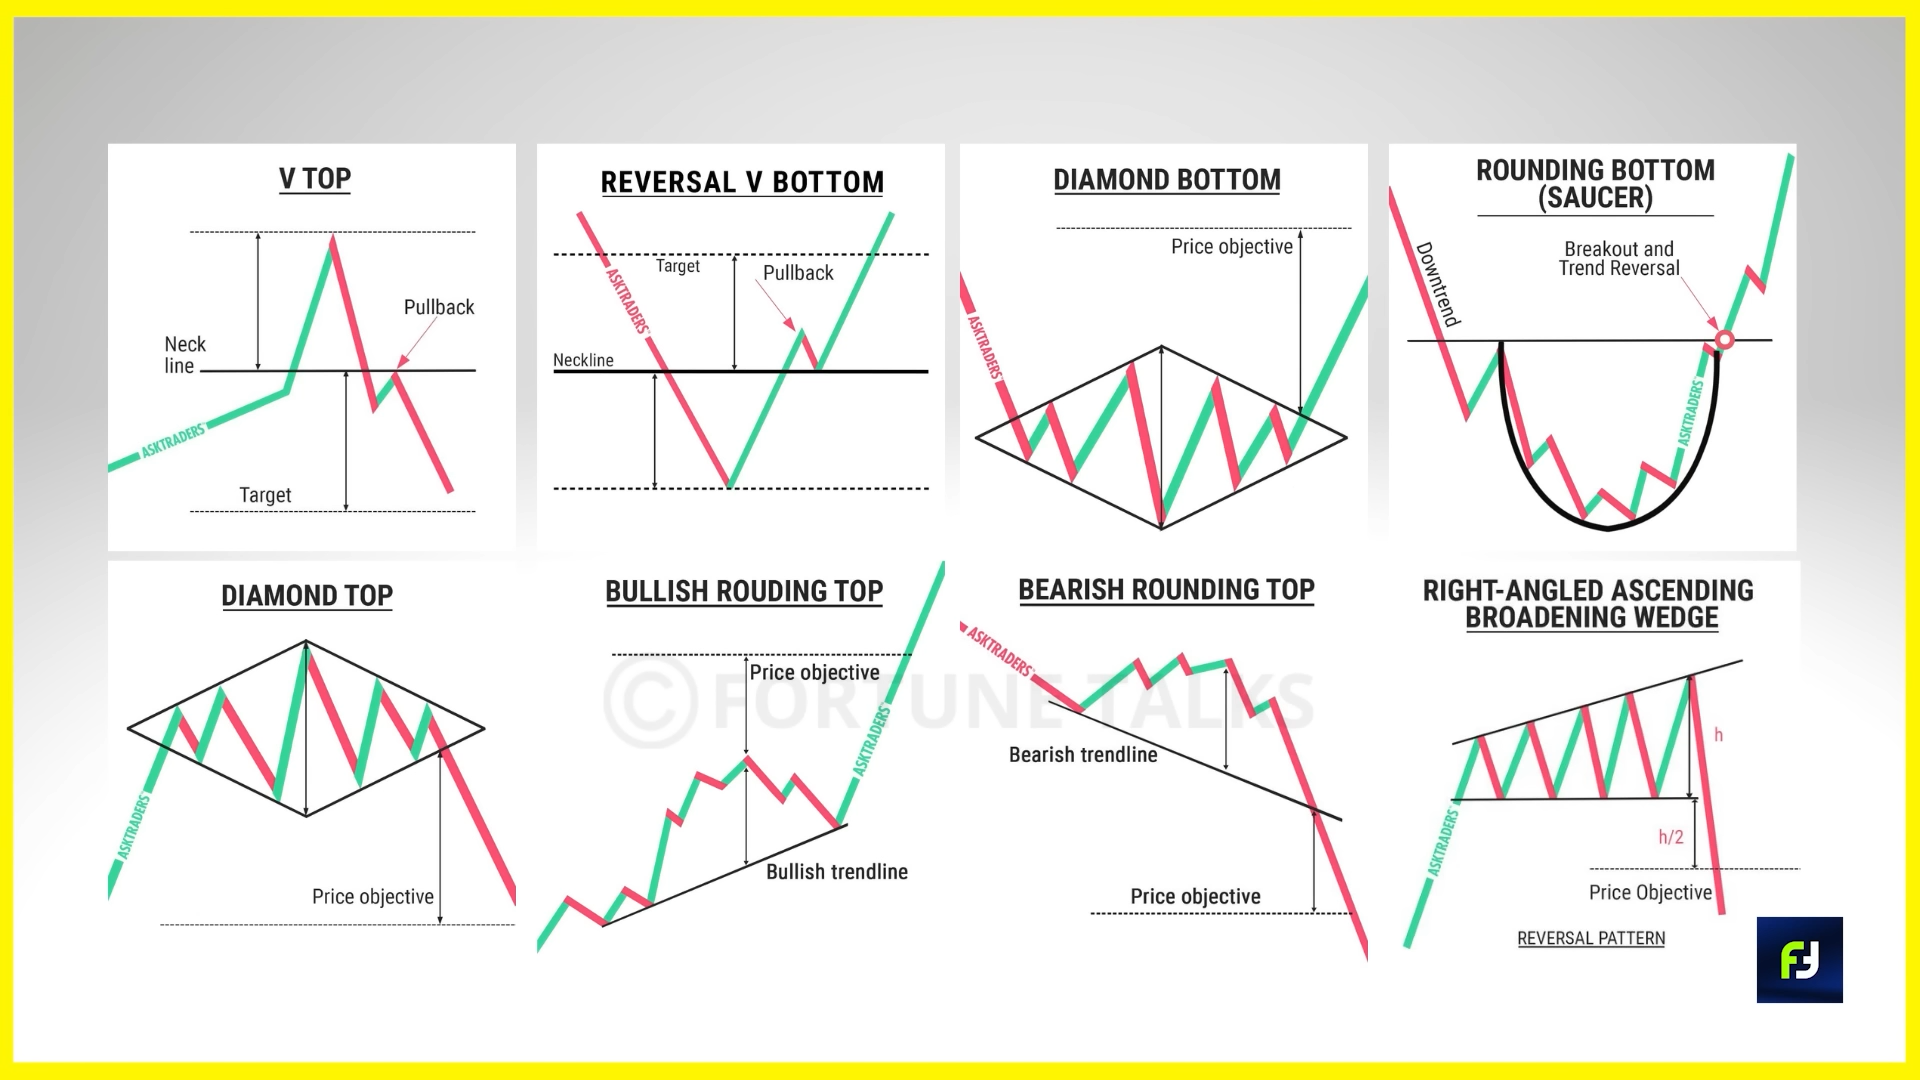 V TOP
Pullback
Neck
line
ASKTRADERS
Target
REVERSAL V BOTTOM
Target
Pullback
ASKTRADERS
Neckline
DIAMOND BOTTOM
Price objective
ASKTRADERS
ROUNDING BOTTOM
(SAUCER)
Downtrend
Breakout and
Trend Reversal
ASKTRADERS
DIAMOND TOP
ASKTRADERS
Price objective
BULLISH ROUDING TOP
Price objective
ASKTRADERS
Bullish trendline
© FORTUNE TALKS
BEARISH ROUNDING TOP
ASKTRADERS
Bearish trendline
Price objective
RIGHT-ANGLED ASCENDING
BROADENING WEDGE
h
ASKTRADERS
h/2
Price Objective
REVERSAL PATTERN